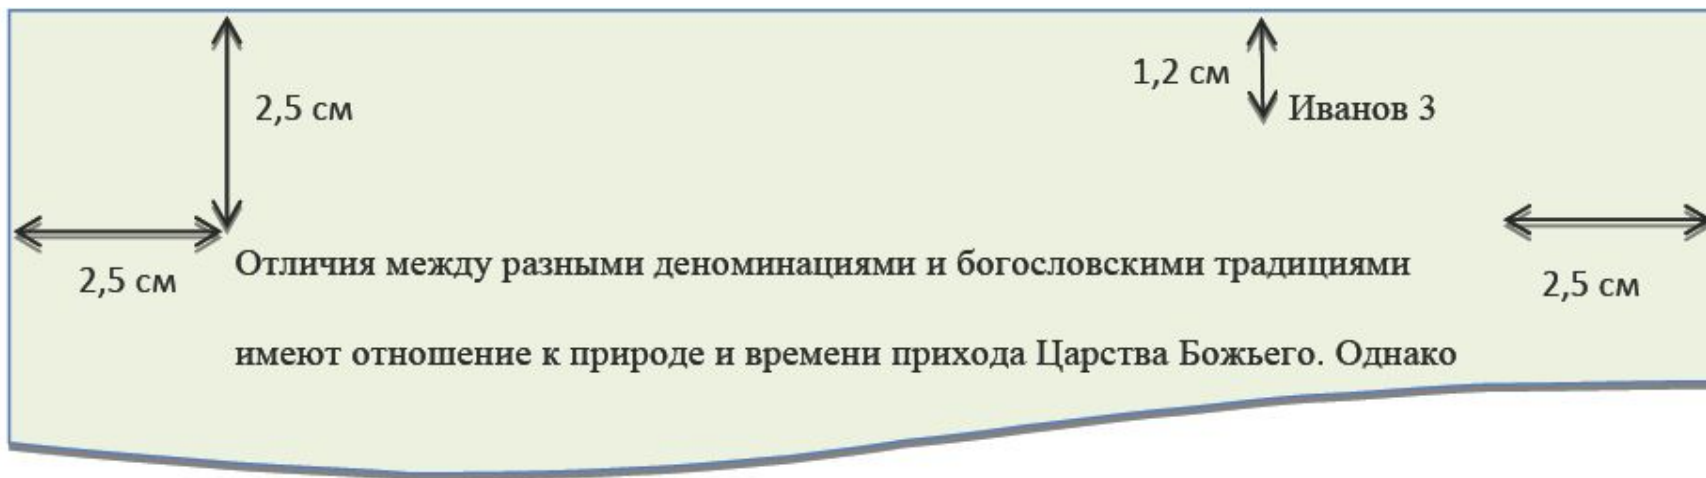 1,2 см
2,5 см
Иванов 3
2,5 см
Отличия между разными деноминациями и богословскими традициями
2,5 см
имеют отношение к природе и времени прихода Царства Божьего. Однако